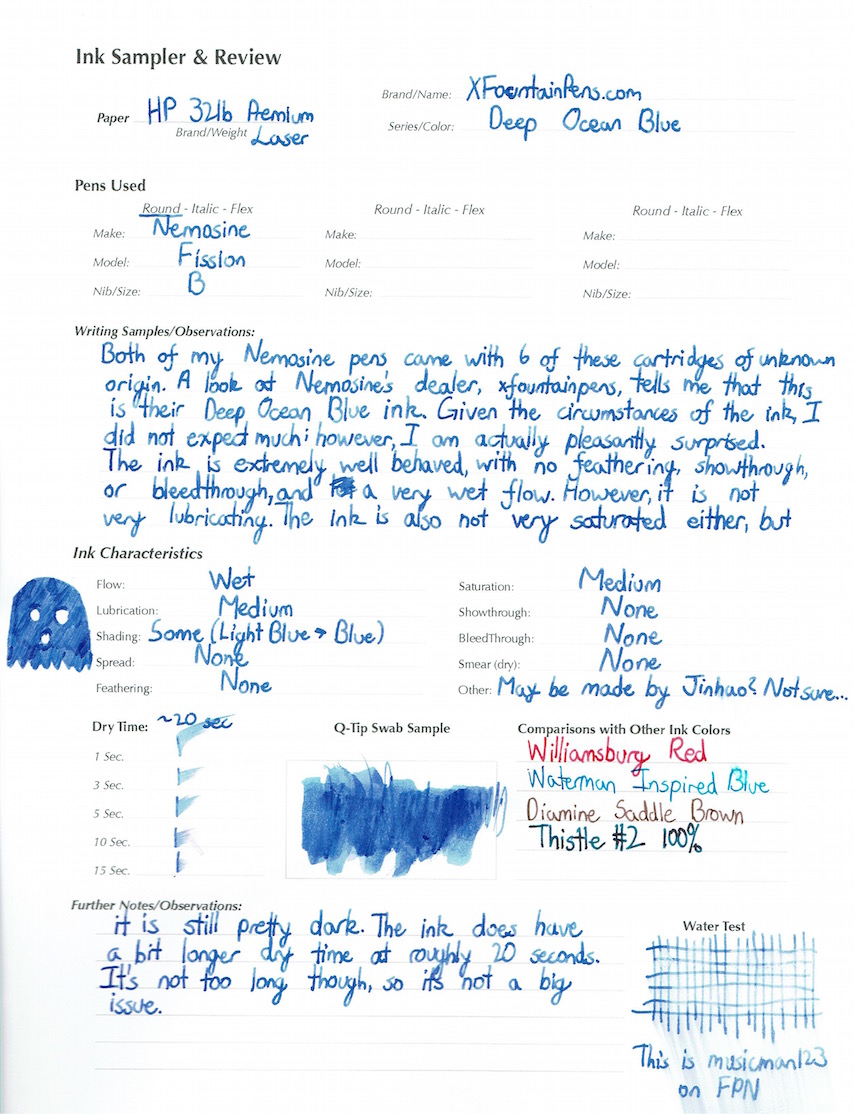 Ink Sampler & Review
Paper HP 32lb Premium
Brand/Weight Laser
Brand/Name: XFountainPens.com
Series/Color: Deep Ocean Blue
Pens Used
Round - Italic - Flex
Make: Nemosine
Model: Fission
Nib/Size: B
Round - Italic - Flex
Make:
Model:
Nib/Size:
Round - Italic - Flex
Make:
Model:
Nib/Size:
Writing Samples/Observations:
Both of my Nemosine pens came with 6 of these cartridges of unknown
origin. A look at Nemosine's dealer, xfountainpens, tells me that this
is their Deep Ocean Blue ink. Given the circumstances of the ink, I
did not expect much; however, I am actually pleasantly surprised.
The ink is extremely well behaved, with no feathering, showthrough,
or bleedthrough, and a very wet flow. However, it is not
very lubricating. The ink is also not very saturated either, but
Ink Characteristics
Flow: Wet
Lubrication: Medium
Shading: Some (Light Blue → Blue)
Spread: None
Feathering: None
Saturation: Medium
Showthrough: None
BleedThrough: None
Smear (dry): None
Other: May be made by Jinhao? Not sure...
Dry Time: ~20 sec
1 Sec.
3 Sec.
5 Sec.
10 Sec.
15 Sec.
Q-Tip Swab Sample
Comparisons with Other Ink Colors
Williamsburg Red
Waterman Inspired Blue
Diamine Saddle Brown
Thistle #2 100%
Further Notes/Observations:
it is still pretty dark. The ink does have
a bit longer dry time at roughly 20 seconds.
It's not too long though, so it's not a big
issue.
Water Test
This is musicman123
on FPN